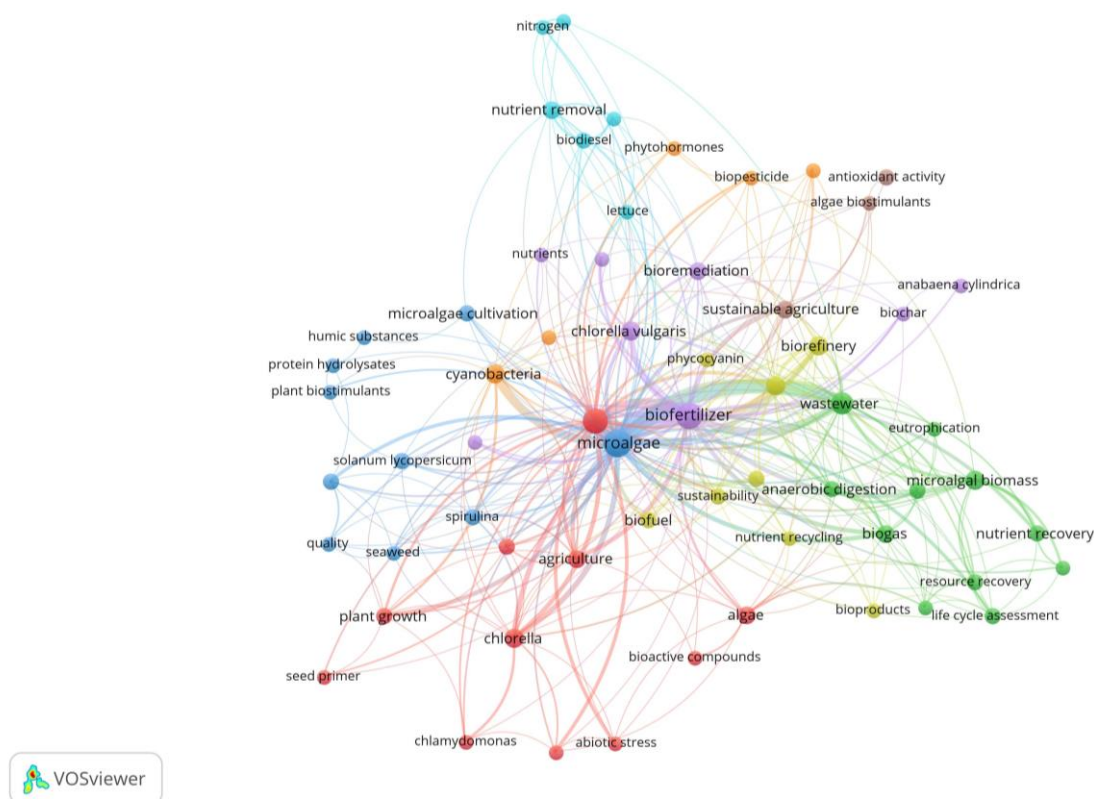 nitrogen
nutrient removal
biodiesel
phytohormones
biopesticide
antioxidant activity
algae biostimulants
lettuce
nutrients
bioremediation
anabaena cylindrica
microalgae cultivation
sustainable agriculture
biochar
humic substances
chlorella vulgaris
biorefinery
protein hydrolysates
phycocyanin
cyanobacteria
plant biostimulants
wastewater
biofertilizer
eutrophication
microalgae
solanum lycopersicum
microalgal biomass
anaerobic digestion
sustainability
spirulina
biofuel
nutrient recycling
biogas
nutrient recovery
quality
seaweed
agriculture
resource recovery
plant growth
algae
bioproducts
life cycle assessment
chlorella
bioactive compounds
seed primer
chlamydomonas
abiotic stress
VOSviewer